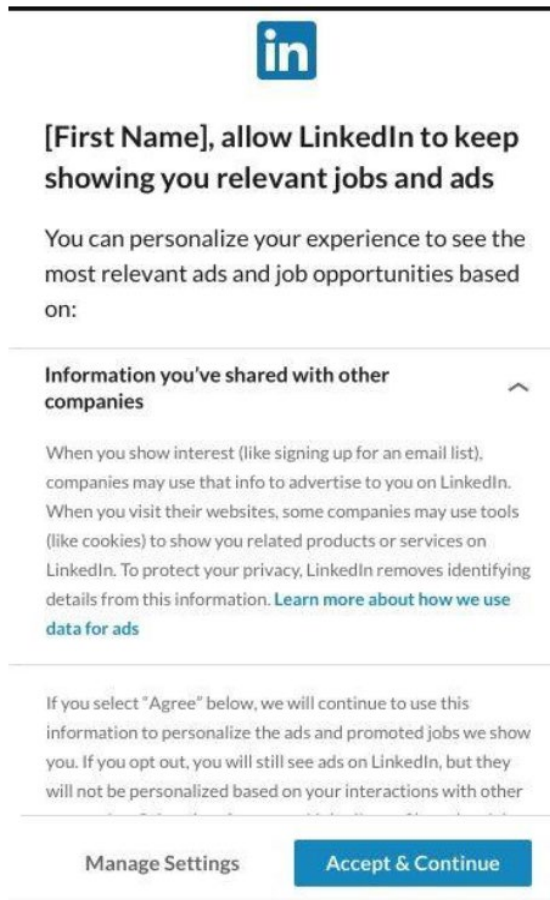 in
[First Name], allow LinkedIn to keep
showing you relevant jobs and ads
You can personalize your experience to see the
most relevant ads and job opportunities based
on:
Information you've shared with other
companies
When you show interest (like signing up for an email list),
companies may use that info to advertise to you on LinkedIn.
When you visit their websites, some companies may use tools
(like cookies) to show you related products or services on
LinkedIn. To protect your privacy, LinkedIn removes identifying
details from this information. Learn more about how we use
data for ads
If you select "Agree" below, we will continue to use this
information to personalize the ads and promoted jobs we show
you. If you opt out, you will still see ads on LinkedIn, but they
will not be personalized based on your interactions with other
Manage Settings
Accept & Continue